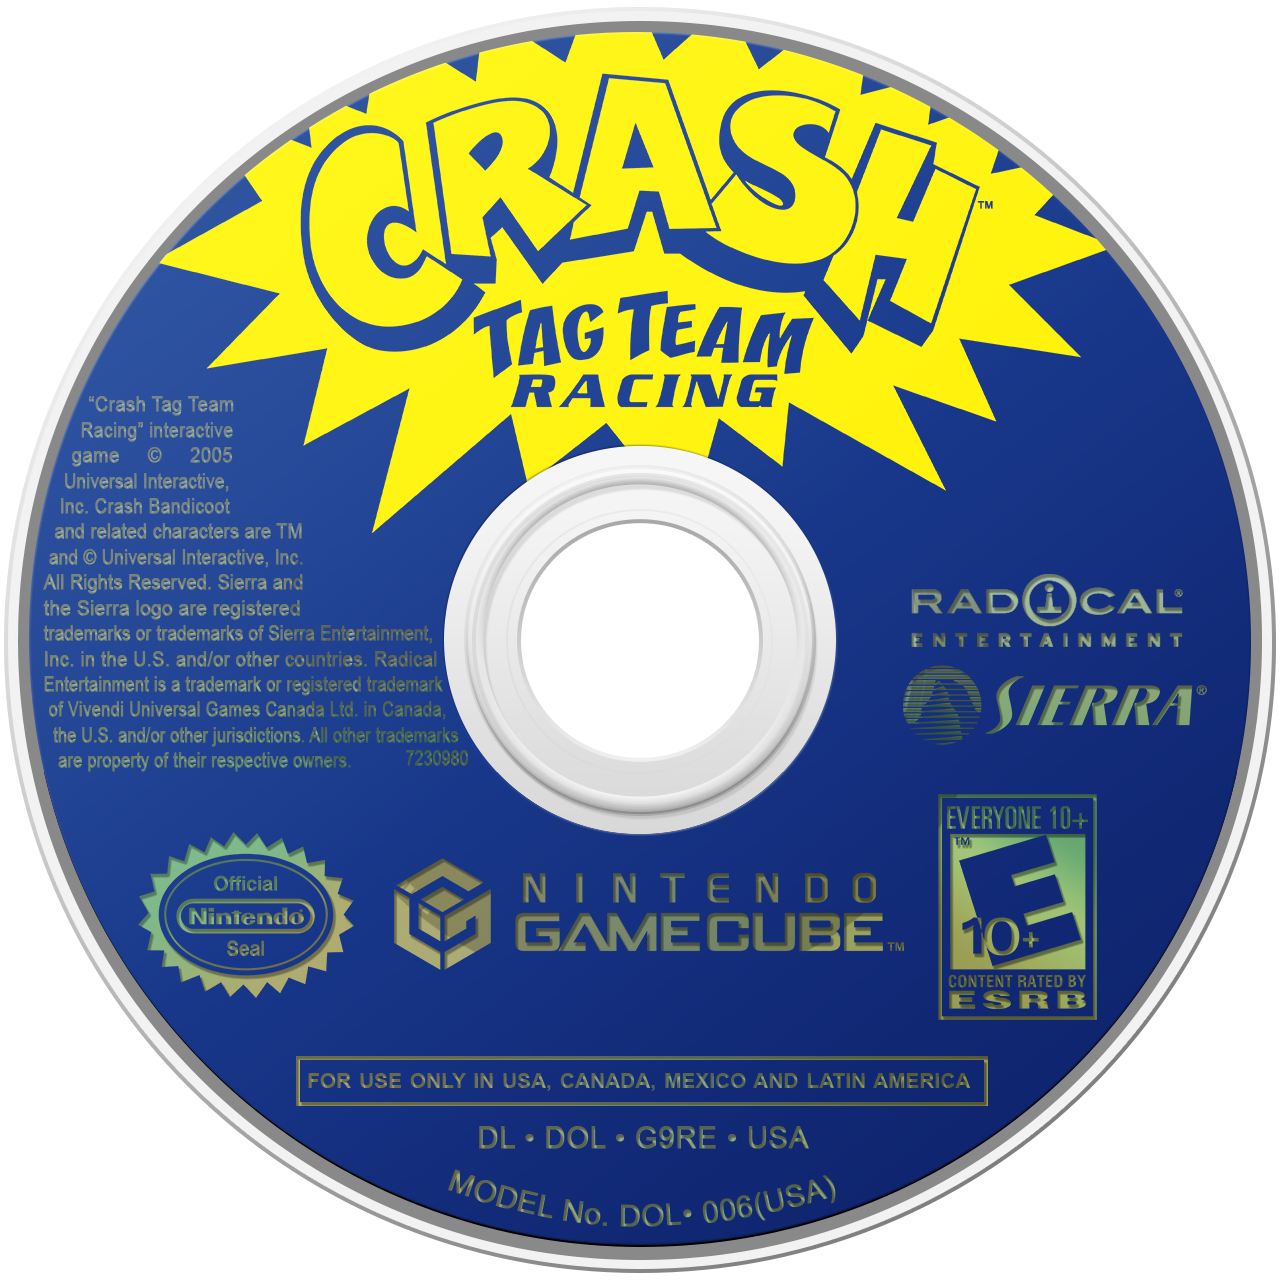 CRASH™
TAG TEAM
RACING
“Crash Tag Team
Racing” interactive
game © 2005
Universal Interactive,
Inc. Crash Bandicoot
and related characters are TM
and © Universal Interactive, Inc.
All Rights Reserved. Sierra and
the Sierra logo are registered
trademarks or trademarks of Sierra Entertainment,
Inc. in the U.S. and/or other countries. Radical
Entertainment is a trademark or registered trademark
of Vivendi Universal Games Canada Ltd. in Canada,
the U.S. and/or other jurisdictions. All other trademarks
are property of their respective owners. 7230980
RADICAL®
ENTERTAINMENT
SIERRA®
EVERYONE 10+
™
E
10+
CONTENT RATED BY
ESRB
Official
Nintendo®
Seal
NINTENDO
GAMECUBE™
FOR USE ONLY IN USA, CANADA, MEXICO AND LATIN AMERICA
DL • DOL • G9RE • USA
MODEL No. DOL• 006(USA)